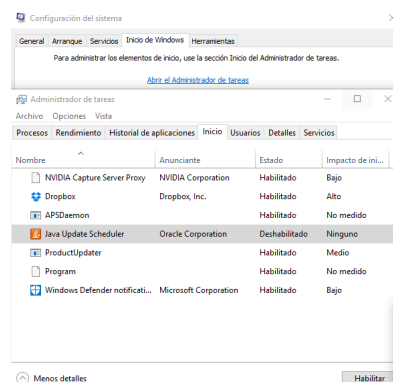 Configuración del sistema
General Arranque Servicios Inicio de Windows Herramientas
Para administrar los elementos de inicio, use la sección Inicio del Administrador de tareas.
Abrir el Administrador de tareas
Administrador de tareas
Archivo Opciones Vista
Procesos Rendimiento Historial de aplicaciones Inicio Usuarios Detalles Servicios
Nombre Anunciante Estado Impacto de ini...
NVIDIA Capture Server Proxy NVIDIA Corporation Habilitado Bajo
Dropbox Dropbox, Inc. Habilitado Alto
APSDaemon Habilitado No medido
Java Update Scheduler Oracle Corporation Deshabilitado Ninguno
ProductUpdater Habilitado Medio
Program Habilitado No medido
Windows Defender notificati... Microsoft Corporation Habilitado Bajo
Menos detalles Habilitar